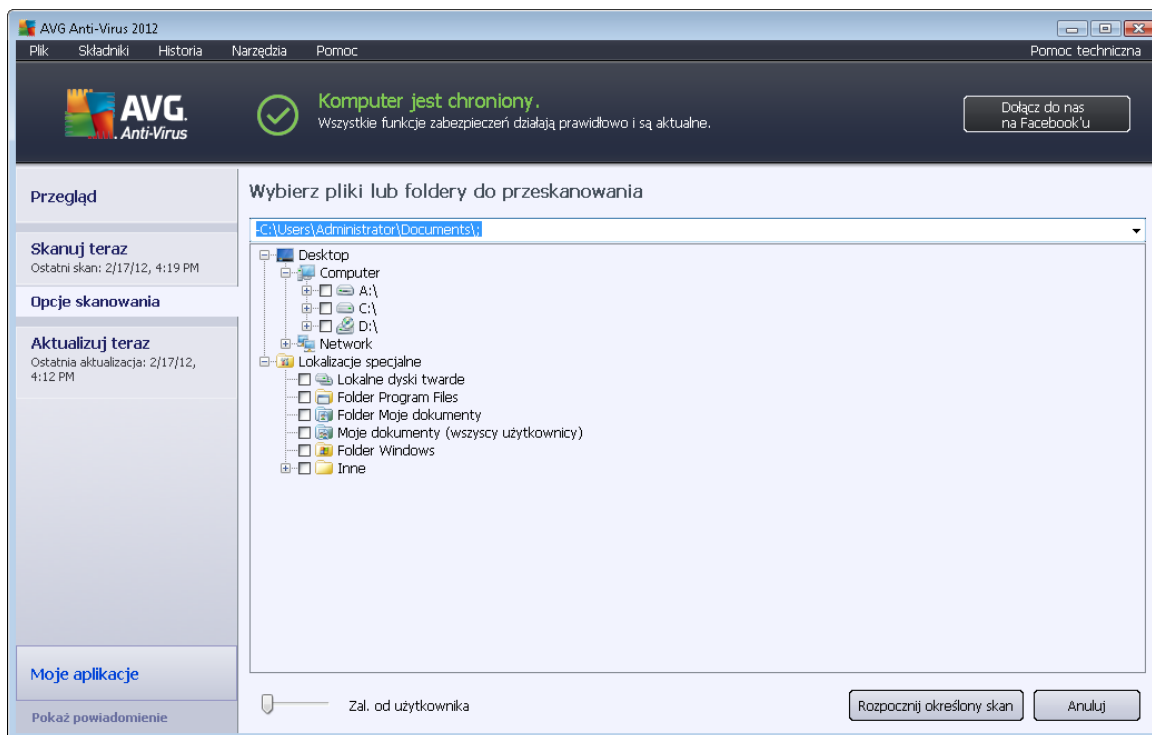 AVG Anti-Virus 2012
Plik Składniki Historia Narzędzia Pomoc Pomoc techniczna
AVG.
Anti-Virus
Komputer jest chroniony.
Wszystkie funkcje zabezpieczeń działają prawidłowo i są aktualne.
Dołącz do nas
na Facebook'u
Przegląd
Skanuj teraz
Ostatni skan: 2/17/12, 4:19 PM
Opcje skanowania
Aktualizuj teraz
Ostatnia aktualizacja: 2/17/12,
4:12 PM
Moje aplikacje
Pokaż powiadomienie
Wybierz pliki lub foldery do przeskanowania
-C:\Users\Administrator\Documents\;
Desktop
Computer
A:\
C:\
D:\
Network
Lokalizacje specjalne
Lokalne dyski twarde
Folder Program Files
Folder Moje dokumenty
Moje dokumenty (wszyscy użytkownicy)
Folder Windows
Inne
Zal. od użytkownika
Rozpocznij określony skan
Anuluj